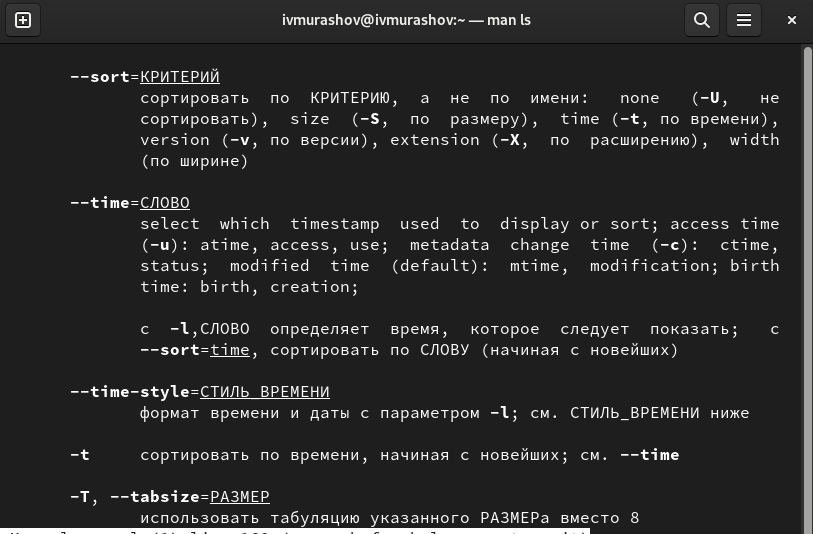 ivmurashov@ivmurashov:~ — man ls
--sort=КРИТЕРИЙ
сортировать по КРИТЕРИЮ, а не по имени: none (-U, не
сортировать), size (-S, по размеру), time (-t, по времени),
version (-v, по версии), extension (-X, по расширению), width
(по ширине)
--time=СЛОВО
select which timestamp used to display or sort; access time
(-u): atime, access, use; metadata change time (-c): ctime,
status; modified time (default): mtime, modification; birth
time: birth, creation;
с -l,СЛОВО определяет время, которое следует показать; с
--sort=time, сортировать по СЛОВУ (начиная с новейших)
--time-style=СТИЛЬ_ВРЕМЕНИ
формат времени и даты с параметром -l; см. СТИЛЬ_ВРЕМЕНИ ниже
-t сортировать по времени, начиная с новейших; см. --time
-T, --tabsize=РАЗМЕР
использовать табуляцию указанного РАЗМЕРа вместо 8